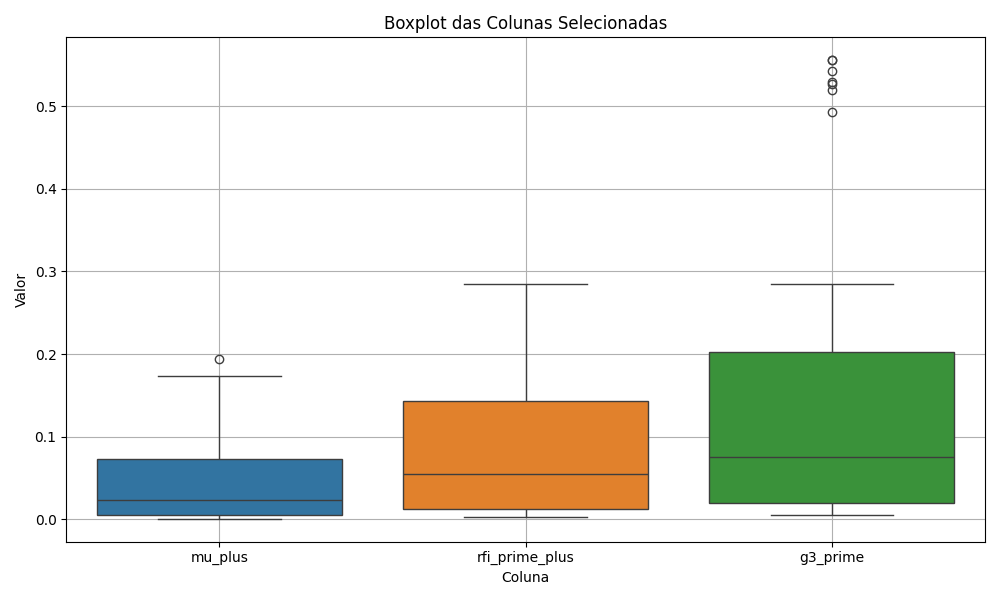 Boxplot das Colunas Selecionadas
Valor
0.5
0.4
0.3
0.2
0.1
0.0
mu_plus
rfi_prime_plus
g3_prime
Coluna